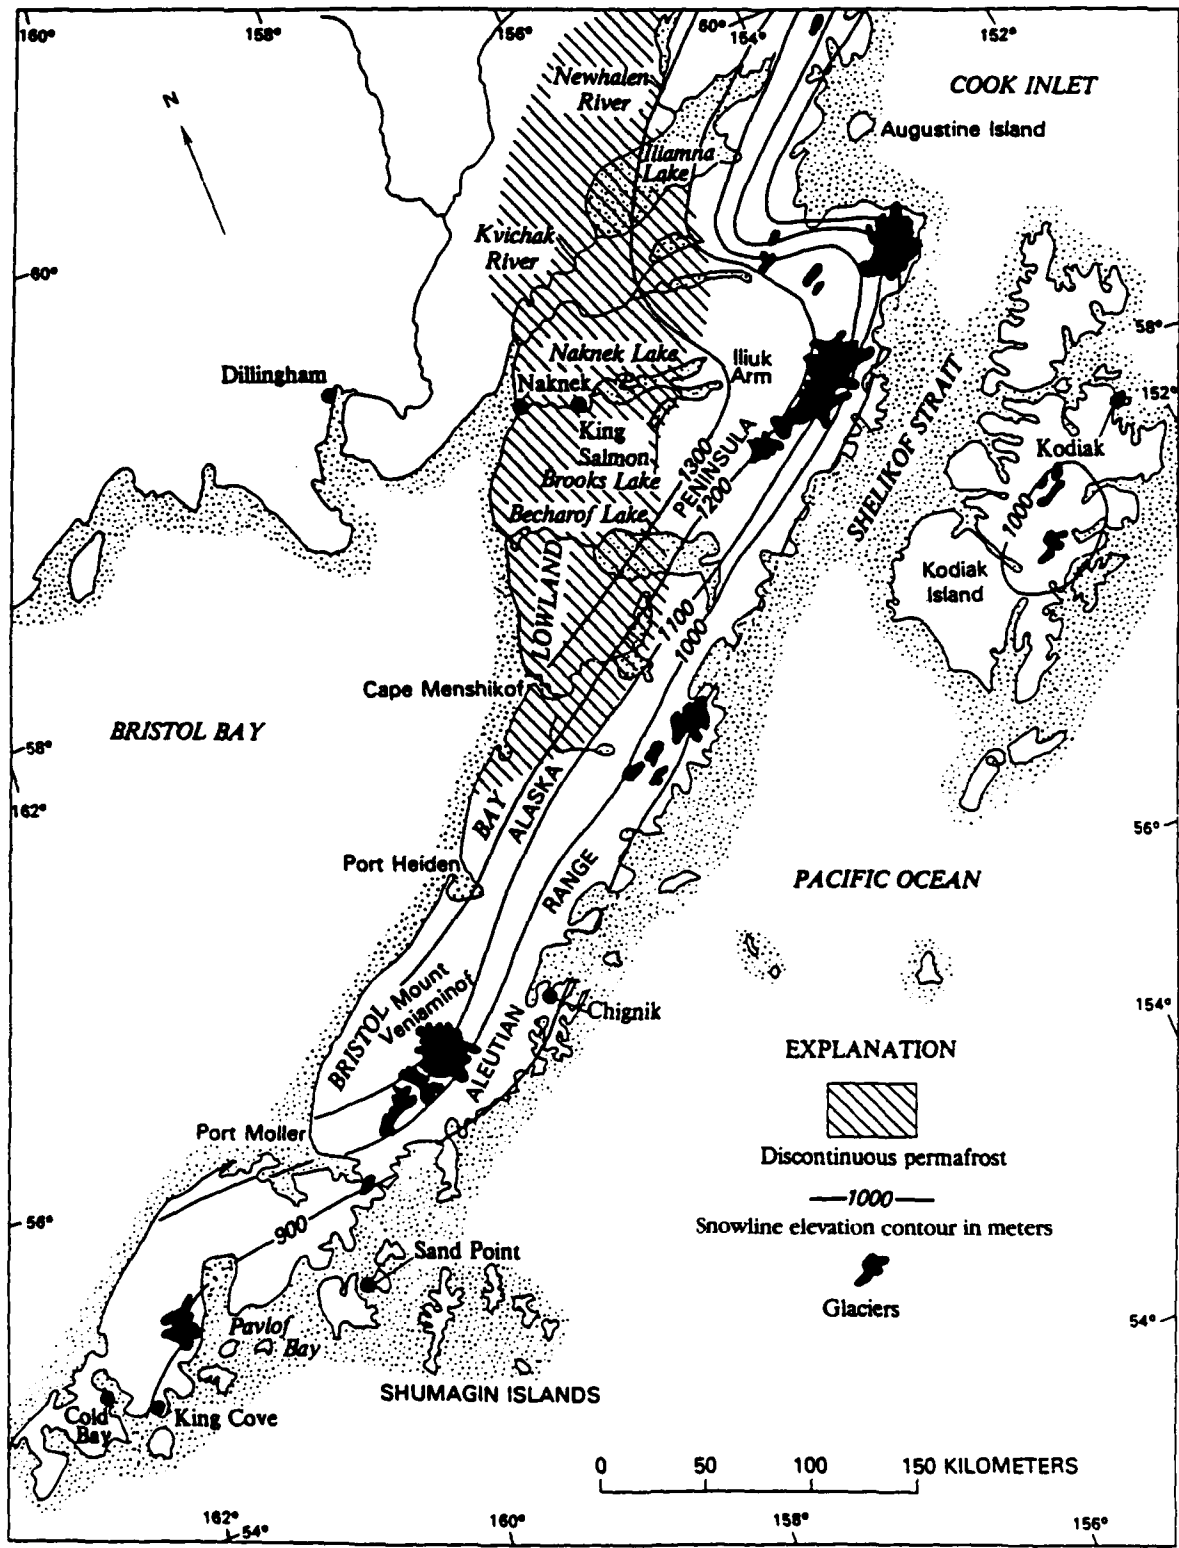 160°
158°
156°
60°
154°
152°
N
Newhalen
River
COOK INLET
Augustine Island
Iliamna
Lake
Kvichak
River
60°
58°
Dillingham
Naknek Lake
Naknek
King
Salmon
Iliuk
Arm
Brooks Lake
Becharof Lake
1300
PENINSULA
1200
SHELIKOF STRAIT
152°
Kodiak
1000
Kodiak
Island
LOWLAND
1100
1000
Cape Menshikof
BRISTOL BAY
58°
162°
BAY
ALASKA
Port Heiden
RANGE
56°
PACIFIC OCEAN
BRISTOL
Mount
Veniaminof
ALEUTIAN
Chignik
154°
EXPLANATION
Discontinuous permafrost
1000
Snowline elevation contour in meters
Glaciers
Port Moller
56°
900
Sand Point
Pavlof
Bay
54°
SHUMAGIN ISLANDS
Cold
Bay
King Cove
0 50 100 150 KILOMETERS
162°
54°
160°
158°
156°